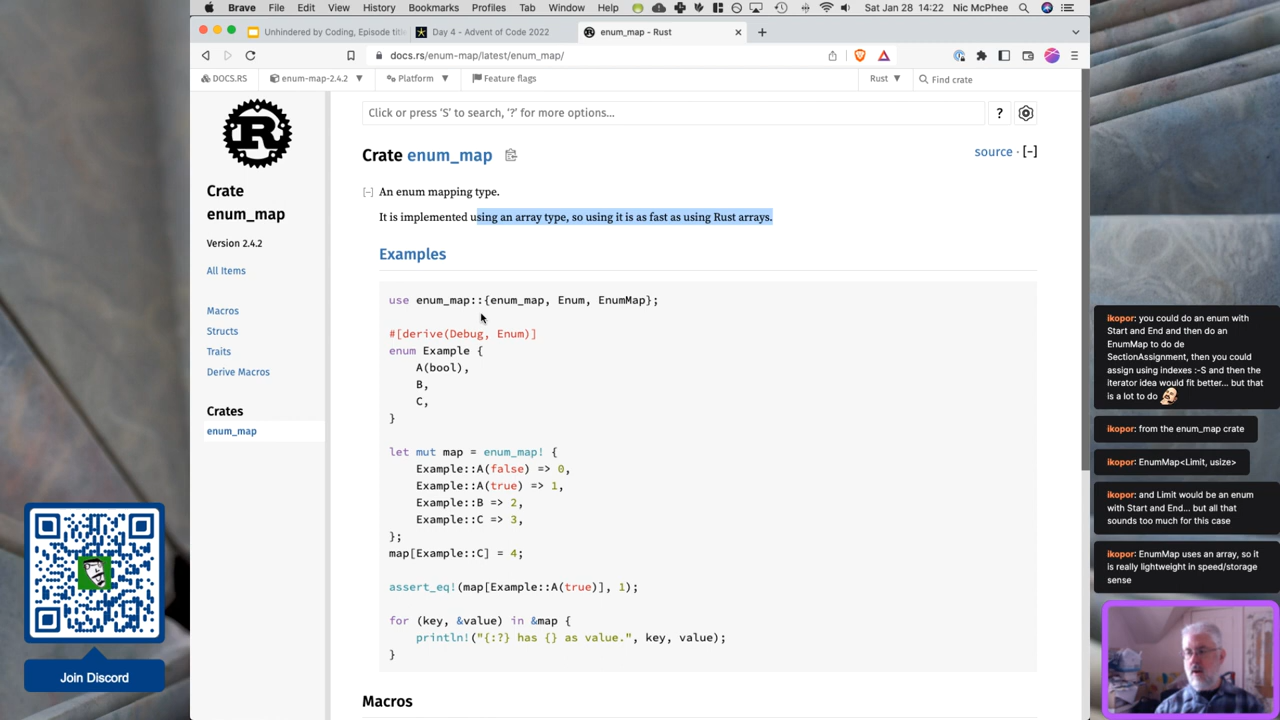 Brave File Edit View History Bookmarks Profiles Tab Window Help Sat Jan 28 14:22 Nic McPhee
Unhindered by Coding, Episode title
Day 4 - Advent of Code 2022
enum_map - Rust
docs.rs/enum-map/latest/enum_map/
DOCS.RS enum-map-2.4.2 Platform Feature flags Rust Find crate
Click or press ‘S’ to search, ‘?’ for more options…
?
Crate enum_map
Version 2.4.2
All Items
Macros
Structs
Traits
Derive Macros
Crates
enum_map
Crate enum_map
source · [-]
[-] An enum mapping type.
It is implemented using an array type, so using it is as fast as using Rust arrays.
Examples
use enum_map::{enum_map, Enum, EnumMap};
#[derive(Debug, Enum)]
enum Example {
A(bool),
B,
C,
}
let mut map = enum_map! {
Example::A(false) => 0,
Example::A(true) => 1,
Example::B => 2,
Example::C => 3,
};
map[Example::C] = 4;
assert_eq!(map[Example::A(true)], 1);
for (key, &value) in &map {
println!("{:?} has {} as value.", key, value);
}
Macros
ikopor: you could do an enum with
Start and End and then do an
EnumMap to do de
SectionAssignment, then you could
assign using indexes :-S and then the
iterator idea would fit better... but that
is a lot to do
ikopor: from the enum_map crate
ikopor: EnumMap<Limit, usize>
ikopor: and Limit would be an enum
with Start and End... but all that
sounds too much for this case
ikopor: EnumMap uses an array, so it
is really lightweight in speed/storage
sense
Join Discord